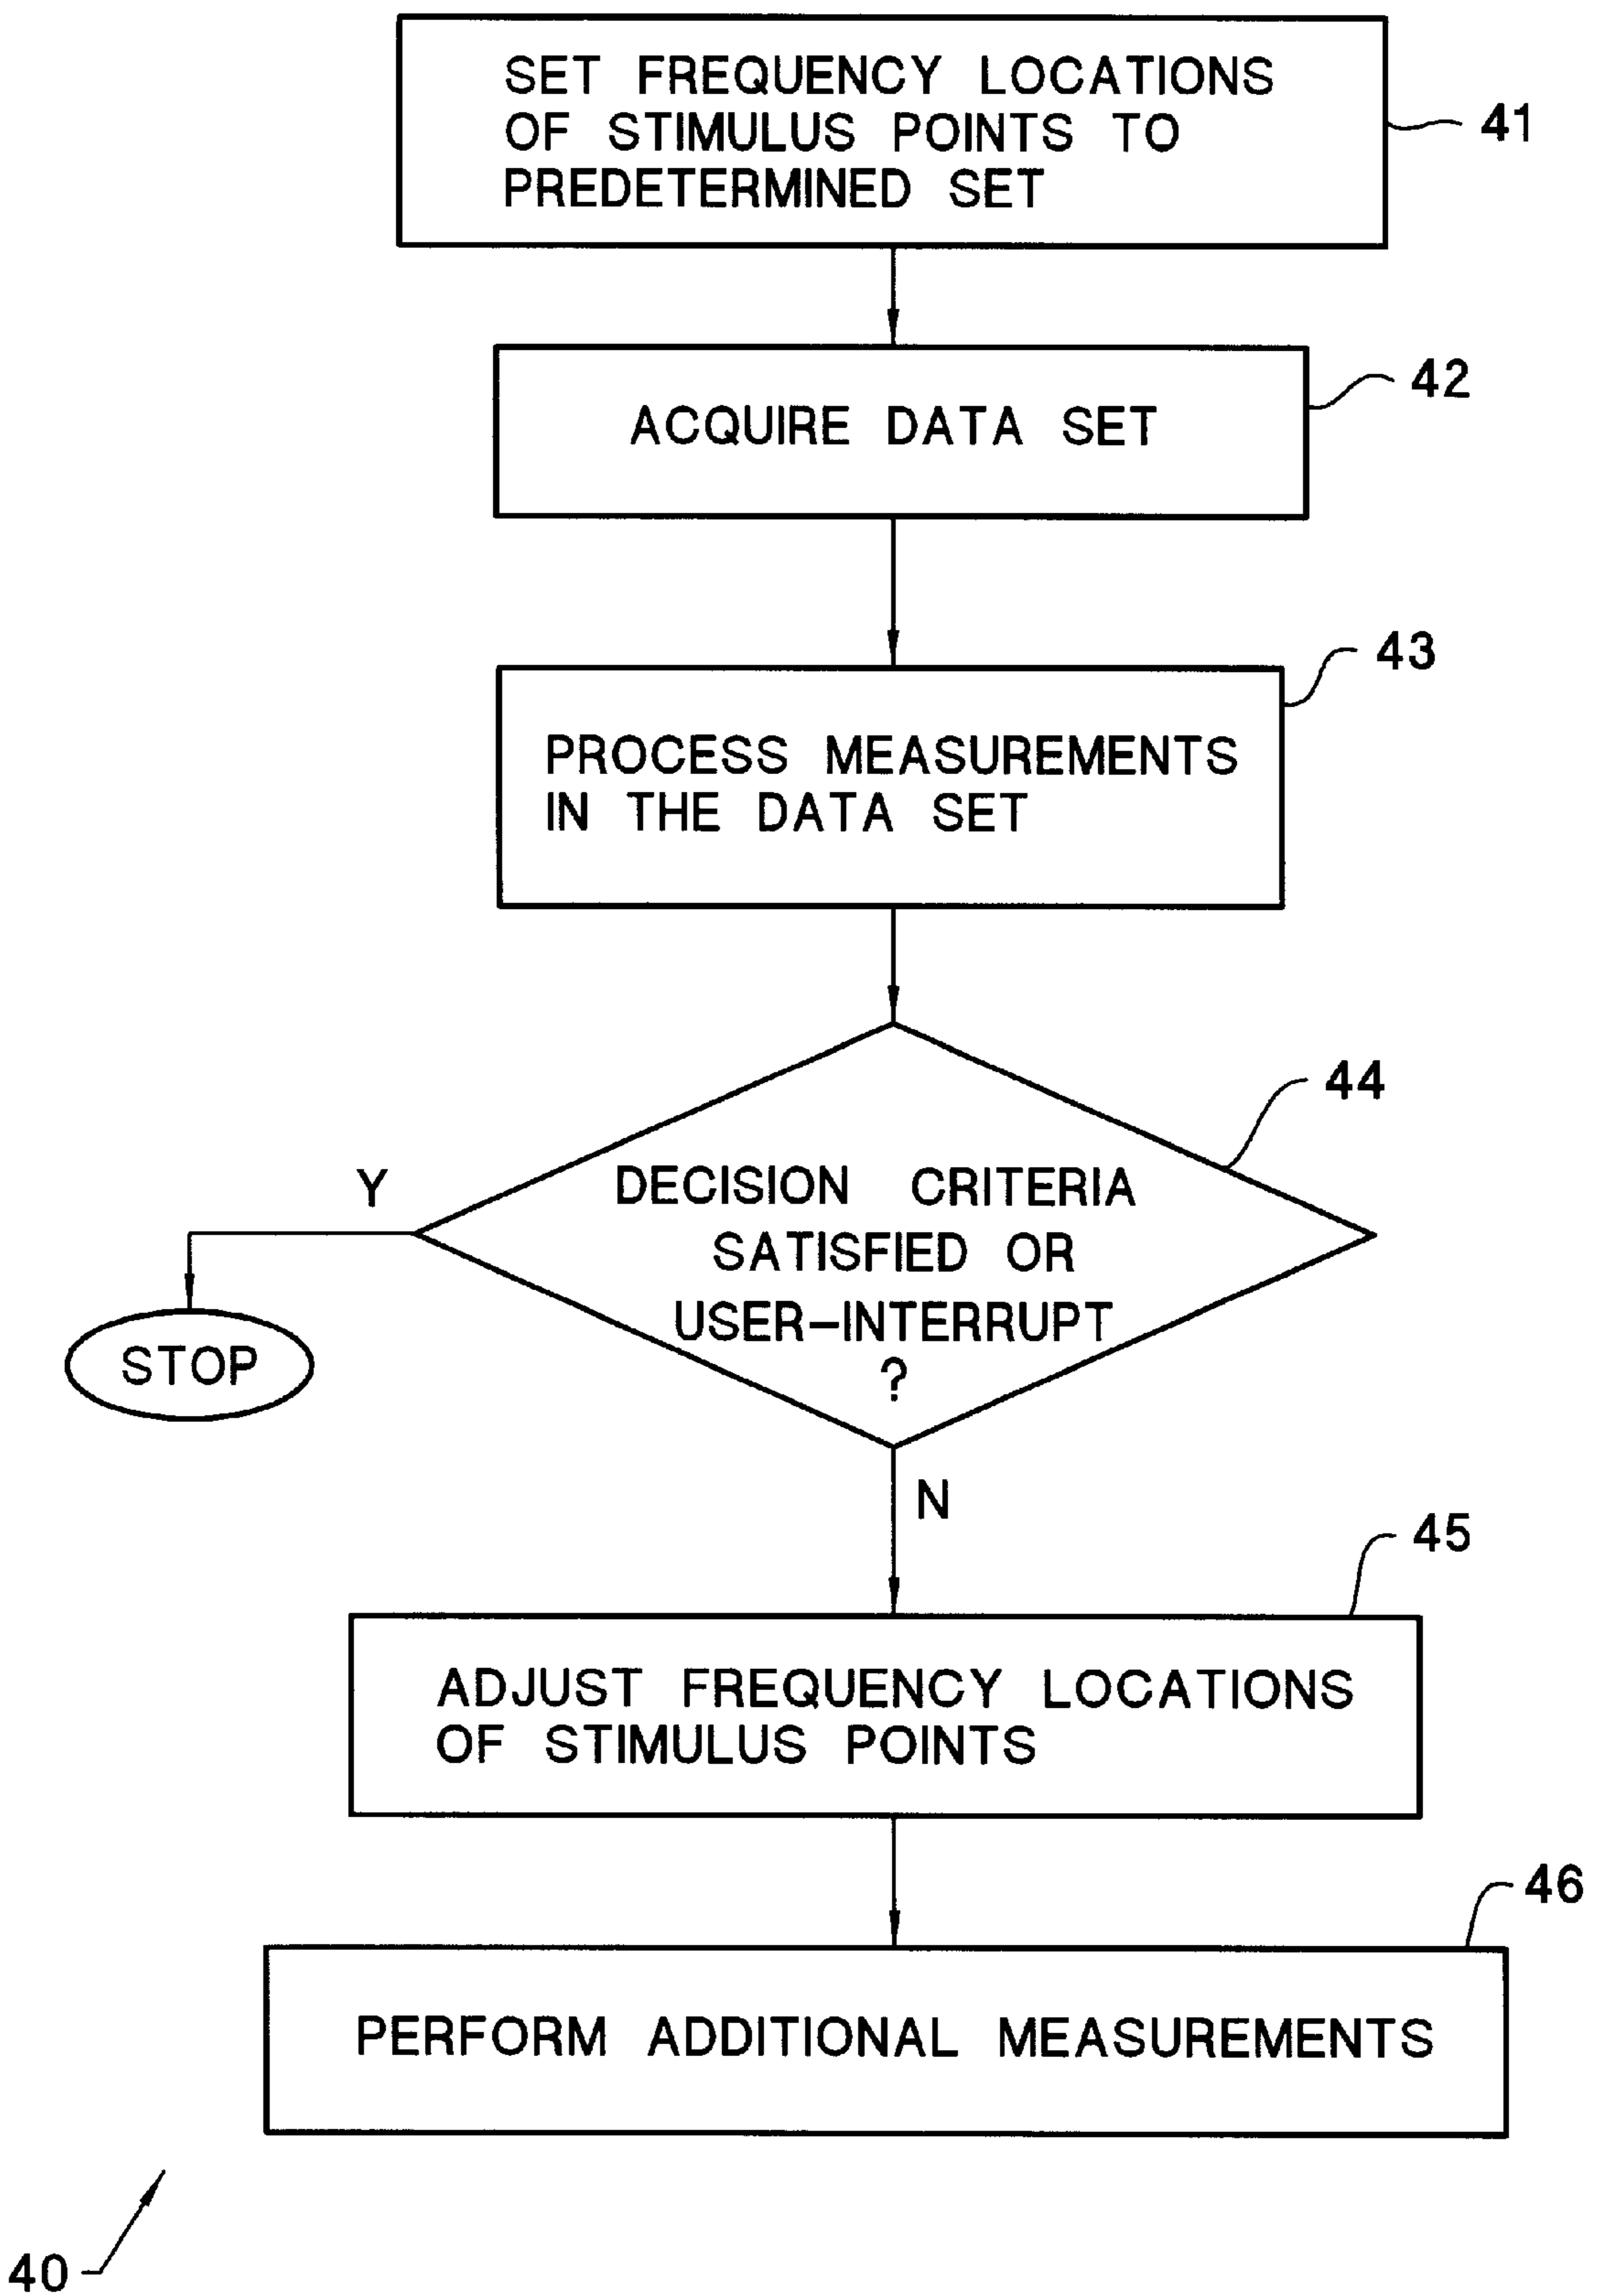 SET FREQUENCY LOCATIONS
OF STIMULUS POINTS TO
PREDETERMINED SET
41
ACQUIRE DATA SET
42
PROCESS MEASUREMENTS
IN THE DATA SET
43
DECISION CRITERIA
SATISFIED OR
USER-INTERRUPT
?
44
Y
STOP
N
ADJUST FREQUENCY LOCATIONS
OF STIMULUS POINTS
45
PERFORM ADDITIONAL MEASUREMENTS
46
40